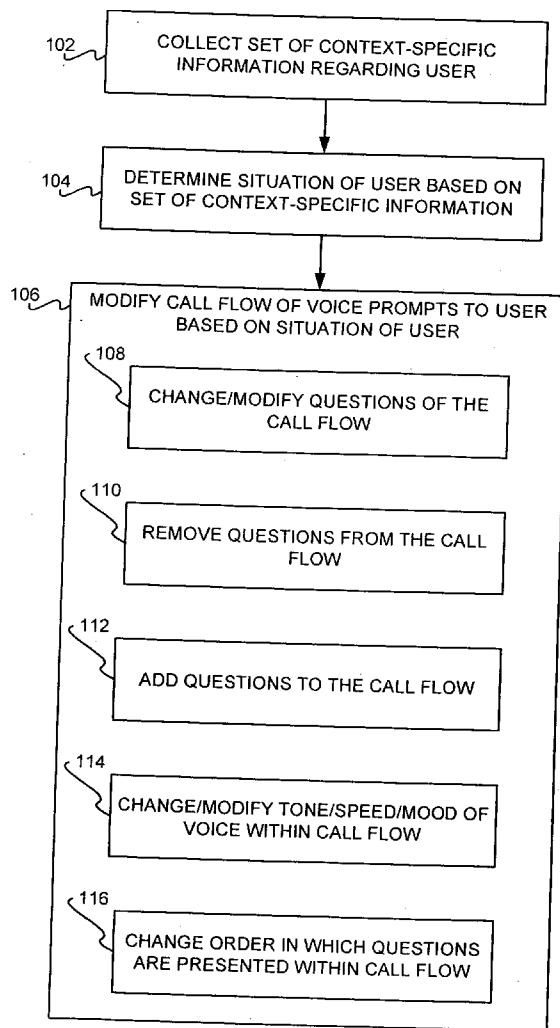 102
COLLECT SET OF CONTEXT-SPECIFIC
INFORMATION REGARDING USER
104
DETERMINE SITUATION OF USER BASED ON
SET OF CONTEXT-SPECIFIC INFORMATION
106
MODIFY CALL FLOW OF VOICE PROMPTS TO USER
BASED ON SITUATION OF USER
108
CHANGE/MODIFY QUESTIONS OF THE
CALL FLOW
110
REMOVE QUESTIONS FROM THE CALL
FLOW
112
ADD QUESTIONS TO THE CALL FLOW
114
CHANGE/MODIFY TONE/SPEED/MOOD OF
VOICE WITHIN CALL FLOW
116
CHANGE ORDER IN WHICH QUESTIONS
ARE PRESENTED WITHIN CALL FLOW